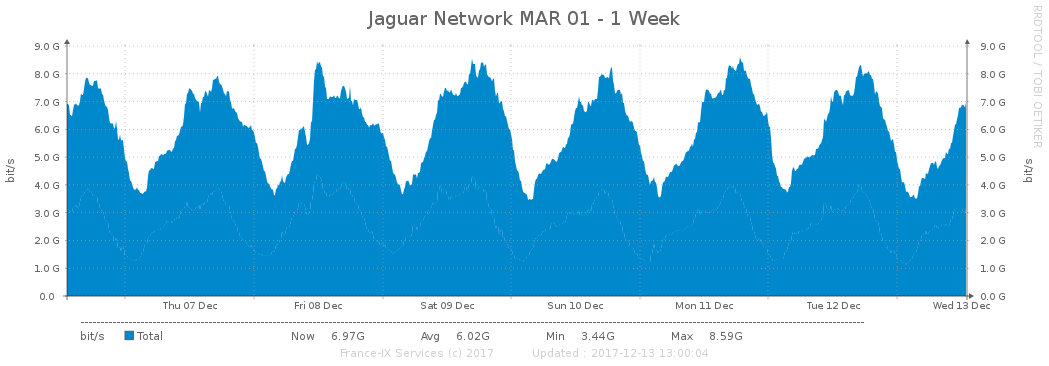 Jaguar Network MAR 01 - 1 Week
RRDTOOL / TOBI OETIKER
bit/s
9.0 G 9.0 G
8.0 G 8.0 G
7.0 G 7.0 G
6.0 G 6.0 G
5.0 G 5.0 G
4.0 G 4.0 G
3.0 G 3.0 G
2.0 G 2.0 G
1.0 G 1.0 G
0.0 0.0 G
bit/s
Thu 07 Dec Fri 08 Dec Sat 09 Dec Sun 10 Dec Mon 11 Dec Tue 12 Dec Wed 13 Dec
bit/s Total Now 6.97G Avg 6.02G Min 3.44G Max 8.59G
France-IX Services (c) 2017 Updated : 2017-12-13 13:00:04